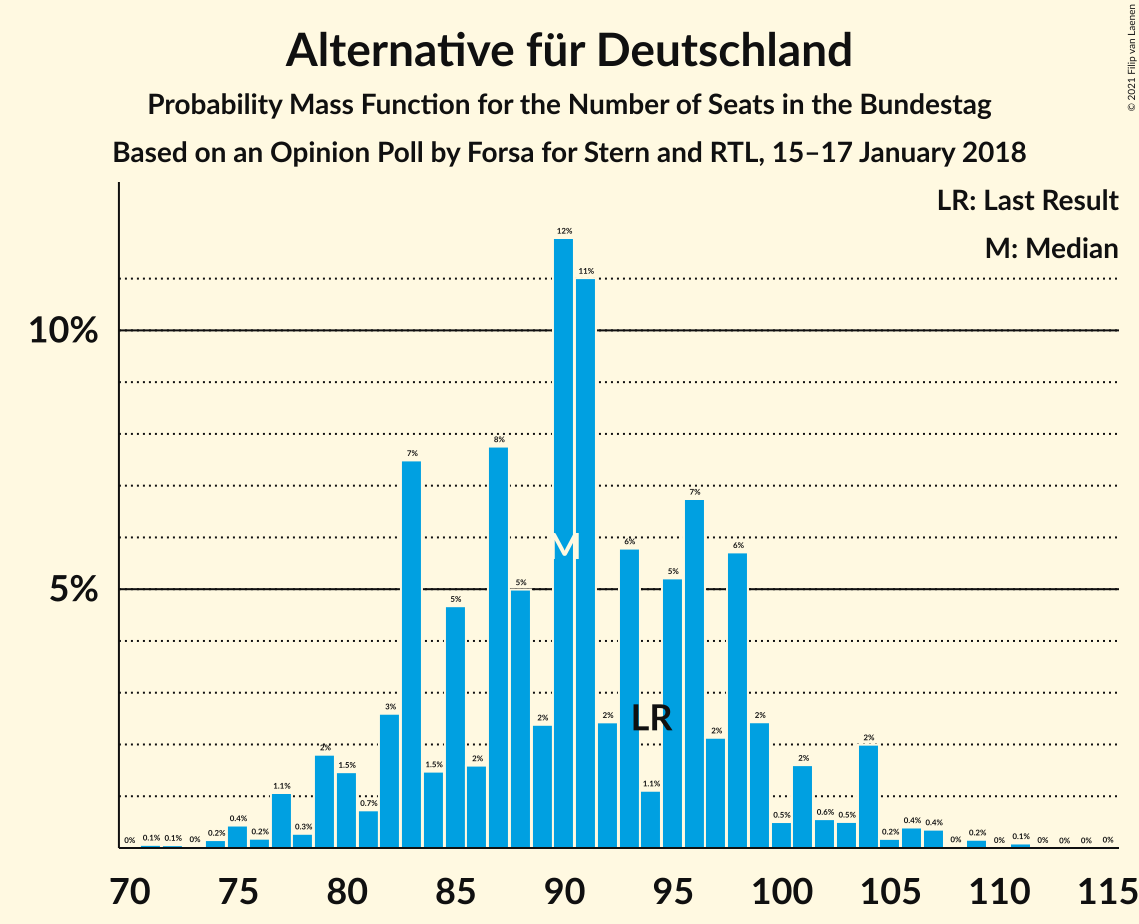 © 2021 Filip van Laenen
Alternative für Deutschland
Probability Mass Function for the Number of Seats in the Bundestag
Based on an Opinion Poll by Forsa for Stern and RTL, 15–17 January 2018
LR: Last Result
M: Median
10%
5%
0% 0.1% 0.1% 0% 0.2% 0.4% 0.2% 1.1% 0.3% 2% 1.5% 0.7% 3% 7% 1.5% 5% 2% 8% 5% 2% 12% 11% 2% 6% 1.1% 5% 7% 2% 6% 2% 0.5% 2% 0.6% 0.5% 2% 0.2% 0.4% 0.4% 0% 0.2% 0% 0.1% 0% 0% 0% 0%
M
LR
70 75 80 85 90 95 100 105 110 115